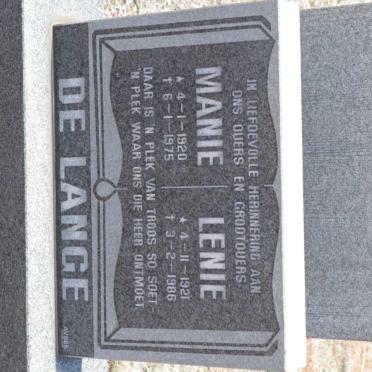 IN LIEFDEVOLLE HERINNERING AAN
ONS OUERS EN GROOTOUERS
MANIE LENIE
★ 4-1-1920 ★ 4-11-1921
† 6-1-1975 † 3-2-1986
DAAR IS 'N PLEK VAN TROOS SO SOET
'N PLEK WAAR ONS DIE HEER ONTMOET.
DE LANGE